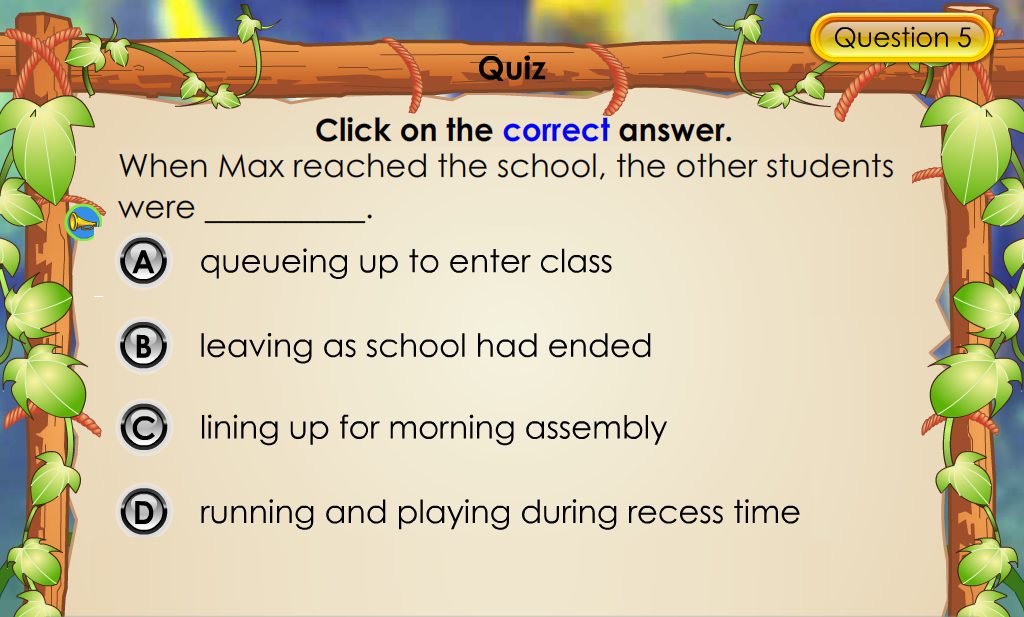 Question 5
Quiz
Click on the correct answer.
When Max reached the school, the other students
were __________.
A queueing up to enter class
B leaving as school had ended
C lining up for morning assembly
D running and playing during recess time